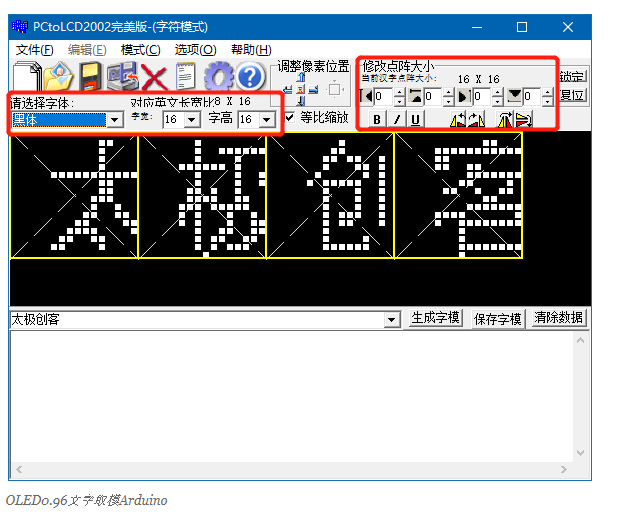 PCtoLCD2002完美版-(字符模式)
文件(F) 编辑(E) 模式(C) 选项(O) 帮助(H)
调整像素位置
修改点阵大小
当前汉字点阵大小: 16 X 16
锁定
0 0 0 0
复位
请选择字体: 对应英文长宽比8 X 16
黑体 字宽: 16 字高 16
等比缩放
B I U
太极创客
太极创客 生成字模 保存字模 清除数据
OLED0.96文字取模Arduino